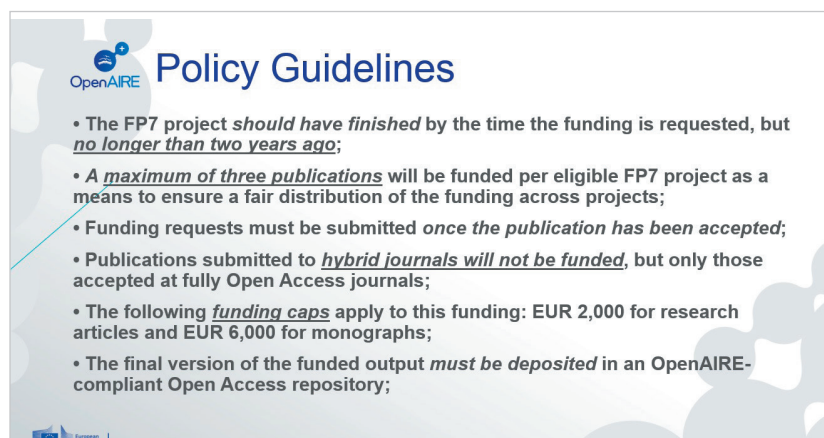 OpenAIRE
Policy Guidelines
• The FP7 project should have finished by the time the funding is requested, but
no longer than two years ago;
• A maximum of three publications will be funded per eligible FP7 project as a
means to ensure a fair distribution of the funding across projects;
• Funding requests must be submitted once the publication has been accepted;
• Publications submitted to hybrid journals will not be funded, but only those
accepted at fully Open Access journals;
• The following funding caps apply to this funding: EUR 2,000 for research
articles and EUR 6,000 for monographs;
• The final version of the funded output must be deposited in an OpenAIRE-
compliant Open Access repository;
European